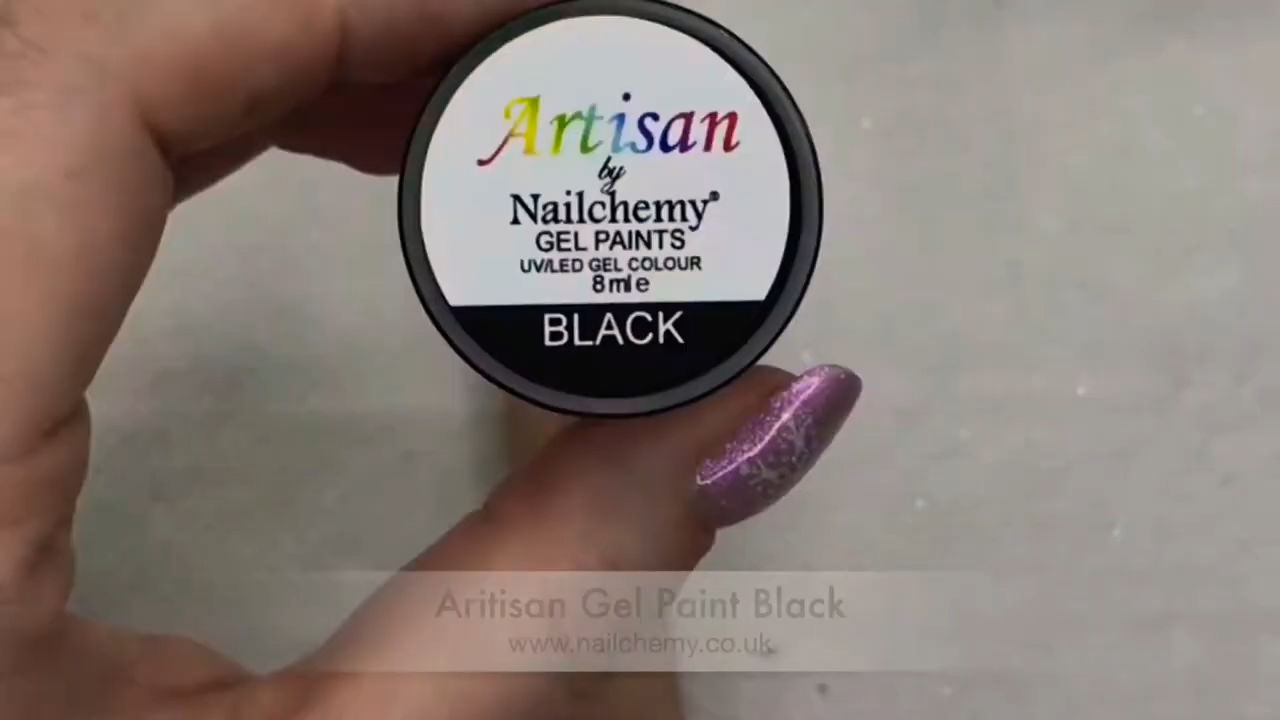 Artisan
by
Nailchemy®
GEL PAINTS
UV/LED GEL COLOUR
8 ml e
BLACK
Aritisan Gel Paint Black
www.nailchemy.co.uk